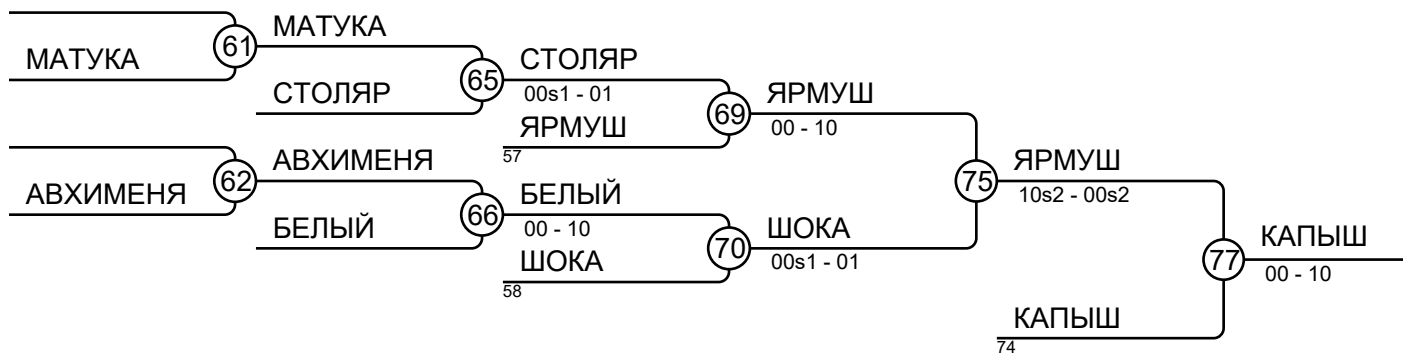 МАТУКА
61
МАТУКА
СТОЛЯР
65
СТОЛЯР
00s1 - 01
ЯРМУШ
57
69
ЯРМУШ
00 - 10
АВХИМЕНЯ
62
АВХИМЕНЯ
БЕЛЫЙ
66
БЕЛЫЙ
00 - 10
ШОКА
58
70
ШОКА
00s1 - 01
75
ЯРМУШ
10s2 - 00s2
КАПЫШ
74
77
КАПЫШ
00 - 10